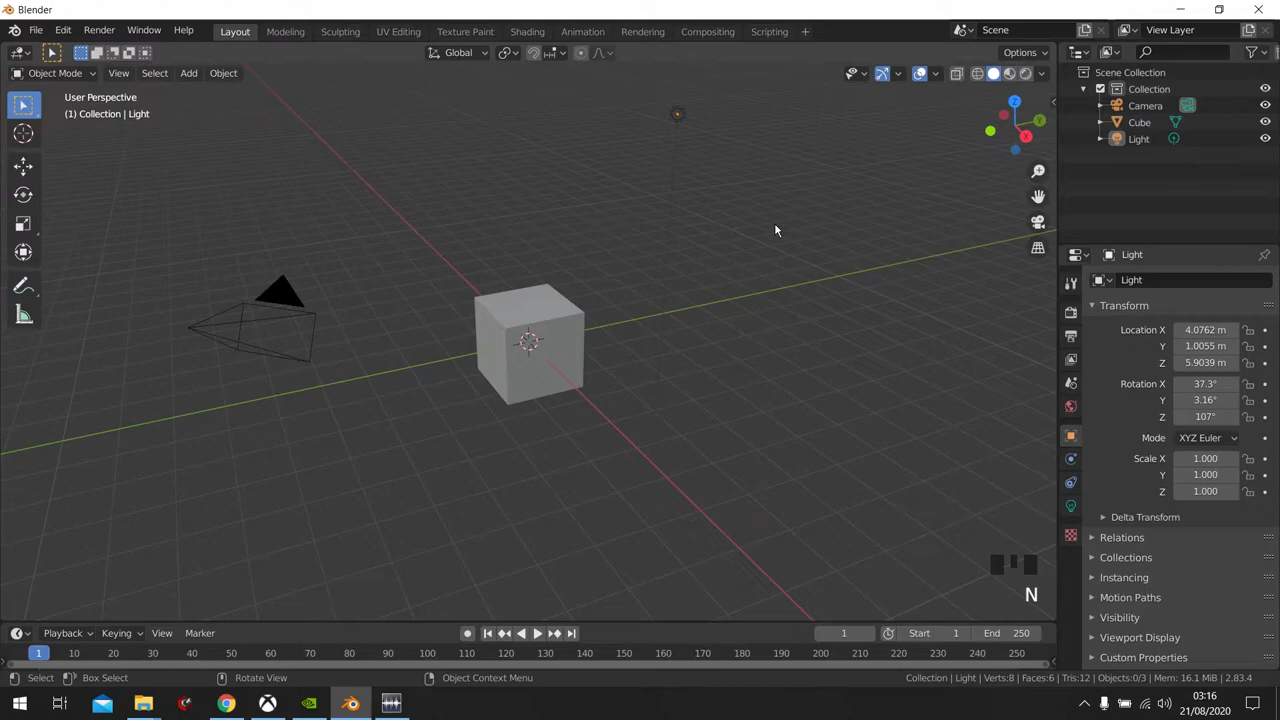 Blender
File Edit Render Window Help
Layout Modeling Sculpting UV Editing Texture Paint Shading Animation Rendering Compositing Scripting +
Scene
View Layer
Global
Options
Object Mode View Select Add Object
User Perspective
(1) Collection | Light
Z
Y
X
Scene Collection
Collection
Camera
Cube
Light
Light
Light
Transform
Location X 4.0762 m
Y 1.0055 m
Z 5.9039 m
Rotation X 37.3°
Y 3.16°
Z 107°
Mode XYZ Euler
Scale X 1.000
Y 1.000
Z 1.000
Delta Transform
Relations
Collections
Instancing
Motion Paths
Visibility
Viewport Display
Custom Properties
N
Playback Keying View Marker
1 Start 1 End 250
1 10 20 30 40 50 60 70 80 90 100 110 120 130 140 150 160 170 180 190 200 210 220 230 240 250
Select Box Select Rotate View Object Context Menu
Collection | Light | Verts:8 | Faces:6 | Tris:12 | Objects:0/3 | Mem: 16.1 MiB | 2.83.4
03:16
21/08/2020